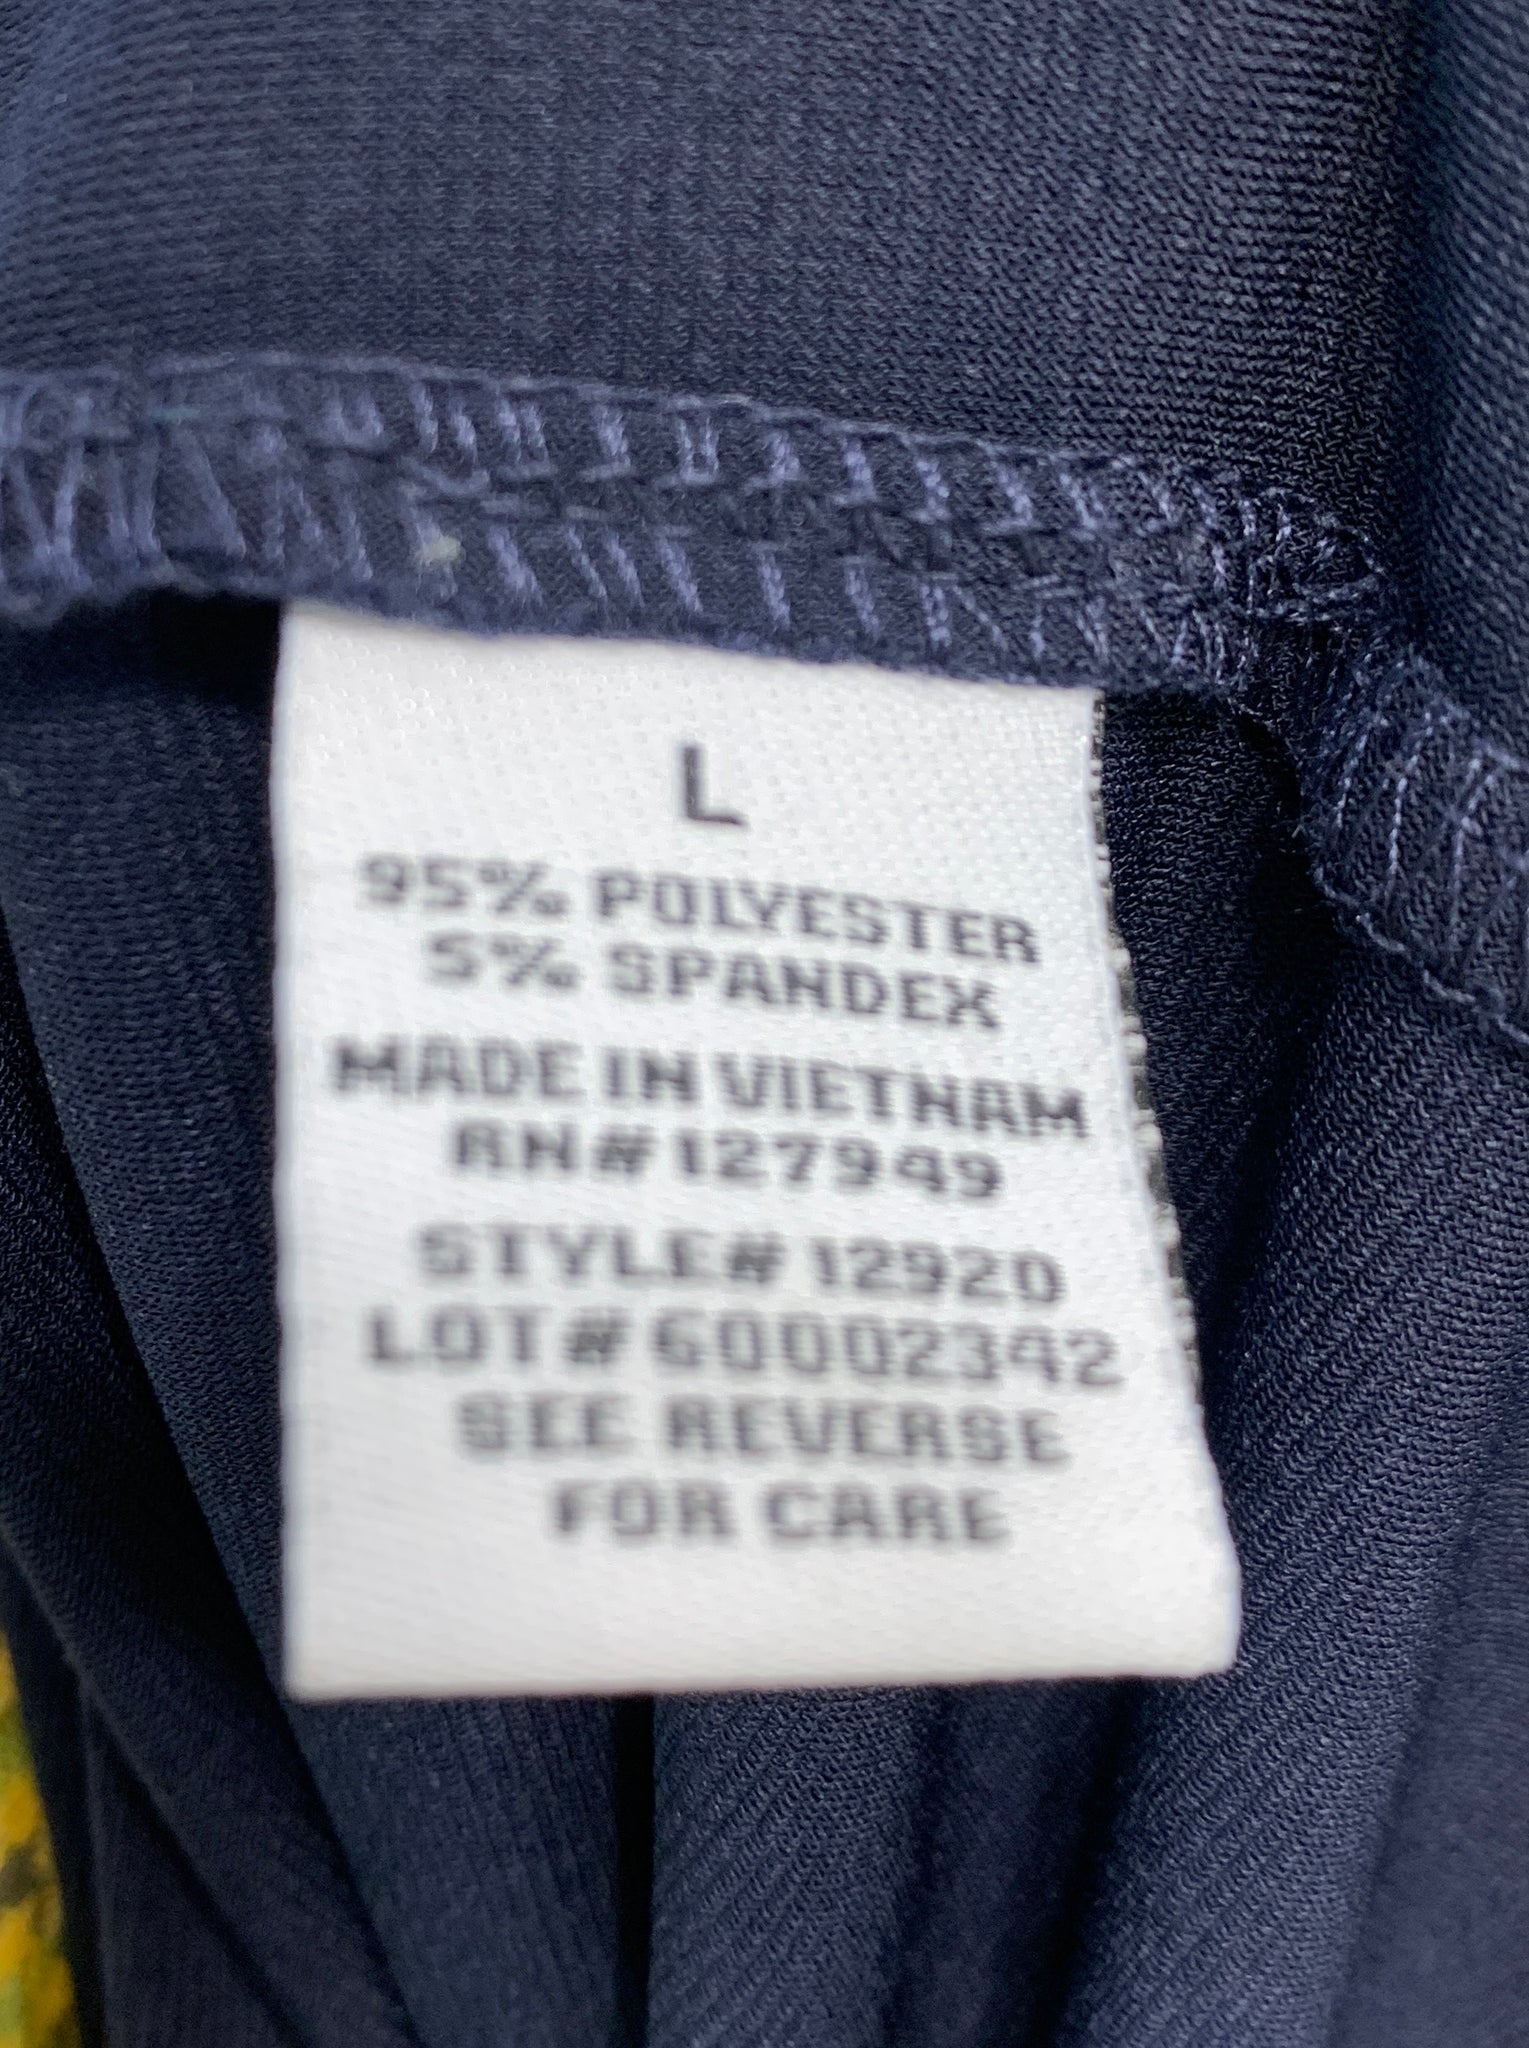 L
95% POLYESTER
5% SPANDEX
MADE IN VIETNAM
RN# 127949
STYLE# 12920
LOT# 60002342
SEE REVERSE
FOR CARE